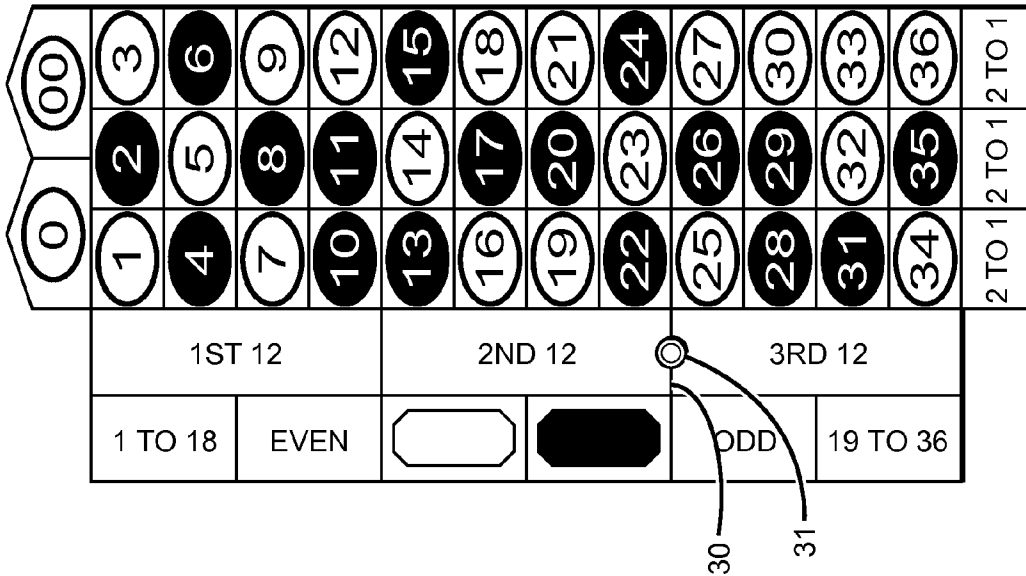 00 3 6 9 12 15 18 21 24 27 30 33 36 2 TO 1
0 2 5 8 11 14 17 20 23 26 29 32 35 2 TO 1
1 4 7 10 13 16 19 22 25 28 31 34 2 TO 1
1ST 12 2ND 12 3RD 12
1 TO 18 EVEN ODD 19 TO 36
30 31